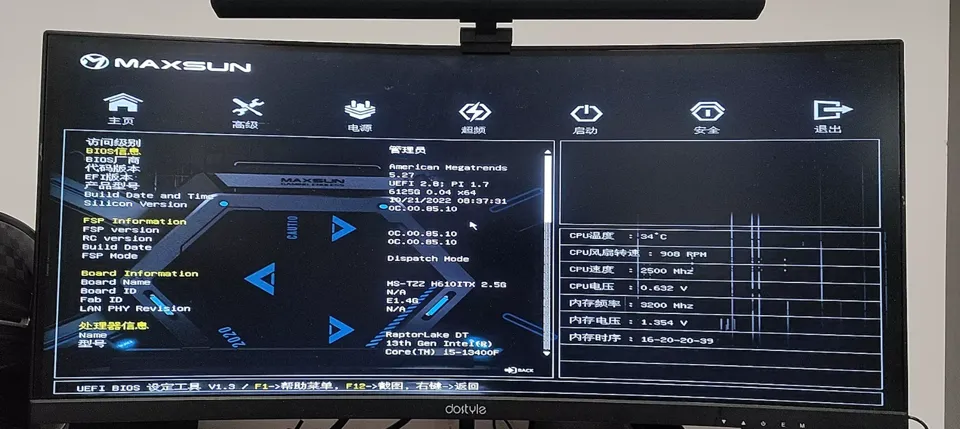 MAXSUN
主页 高级 电源 超频 启动 安全 退出
访问级别 管理员
BIOS信息
BIOS厂商 American Megatrends
代码版本 5.27
EFI版本 UEFI 2.8; PI 1.7
产品型号 6125G 0.04 x64
Build Date and Time 10/21/2022 08:37:31
Silicon Version 0C.00.85.10
FSP Information
FSP version 0C.00.85.10
RC version 0C.00.85.10
Build Date
FSP Mode Dispatch Mode
Board Information
Board Name MS-TZZ H610ITX 2.5G
Board ID N/A
Fab ID E1.4G
LAN PHY Revision N/A
处理器信息
Name RaptorLake DT
型号 13th Gen Intel(R)
Core(TM) i5-13400F
BACK
MAXSUN
CAUTIO
2020
CPU温度 : 34°C
CPU风扇转速 : 908 RPM
CPU速度 : 2500 Mhz
CPU电压 : 0.632 V
内存频率 : 3200 Mhz
内存电压 : 1.354 V
内存时序 : 16-20-20-39
UEFI BIOS 设定工具 V1.3 / F1->帮助菜单, F12->截图, 右键->返回
dostyle
E M